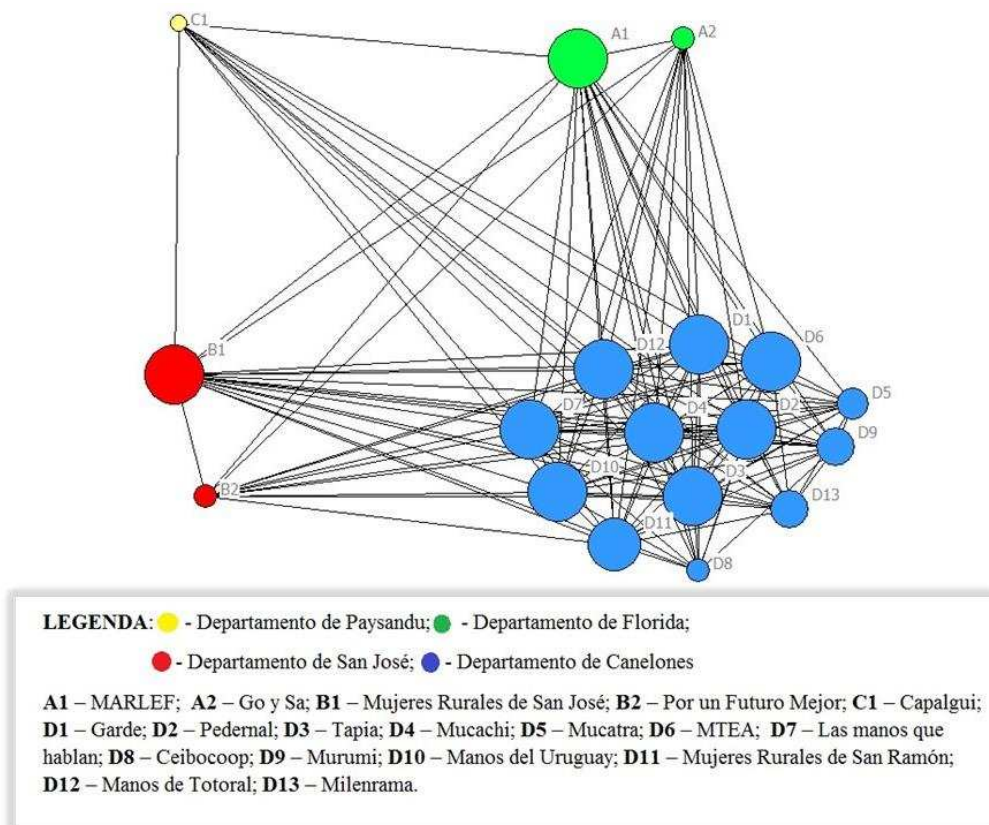 C1
A1
A2
D1
D12
D6
B1
D5
D7
D4
D2
D9
D10
D3
B2
D13
D11
D8
LEGENDA: - Departamento de Paysandu; - Departamento de Florida;
- Departamento de San José; - Departamento de Canelones
A1 – MARLEF; A2 – Go y Sa; B1 – Mujeres Rurales de San José; B2 – Por un Futuro Mejor; C1 – Capalgui;
D1 – Garde; D2 – Pedernal; D3 – Tapia; D4 – Mucachi; D5 – Mucatra; D6 – MTEA; D7 – Las manos que
hablan; D8 – Ceibocoop; D9 – Murumi; D10 – Manos del Uruguay; D11 – Mujeres Rurales de San Ramón;
D12 – Manos de Totoral; D13 – Milenrama.